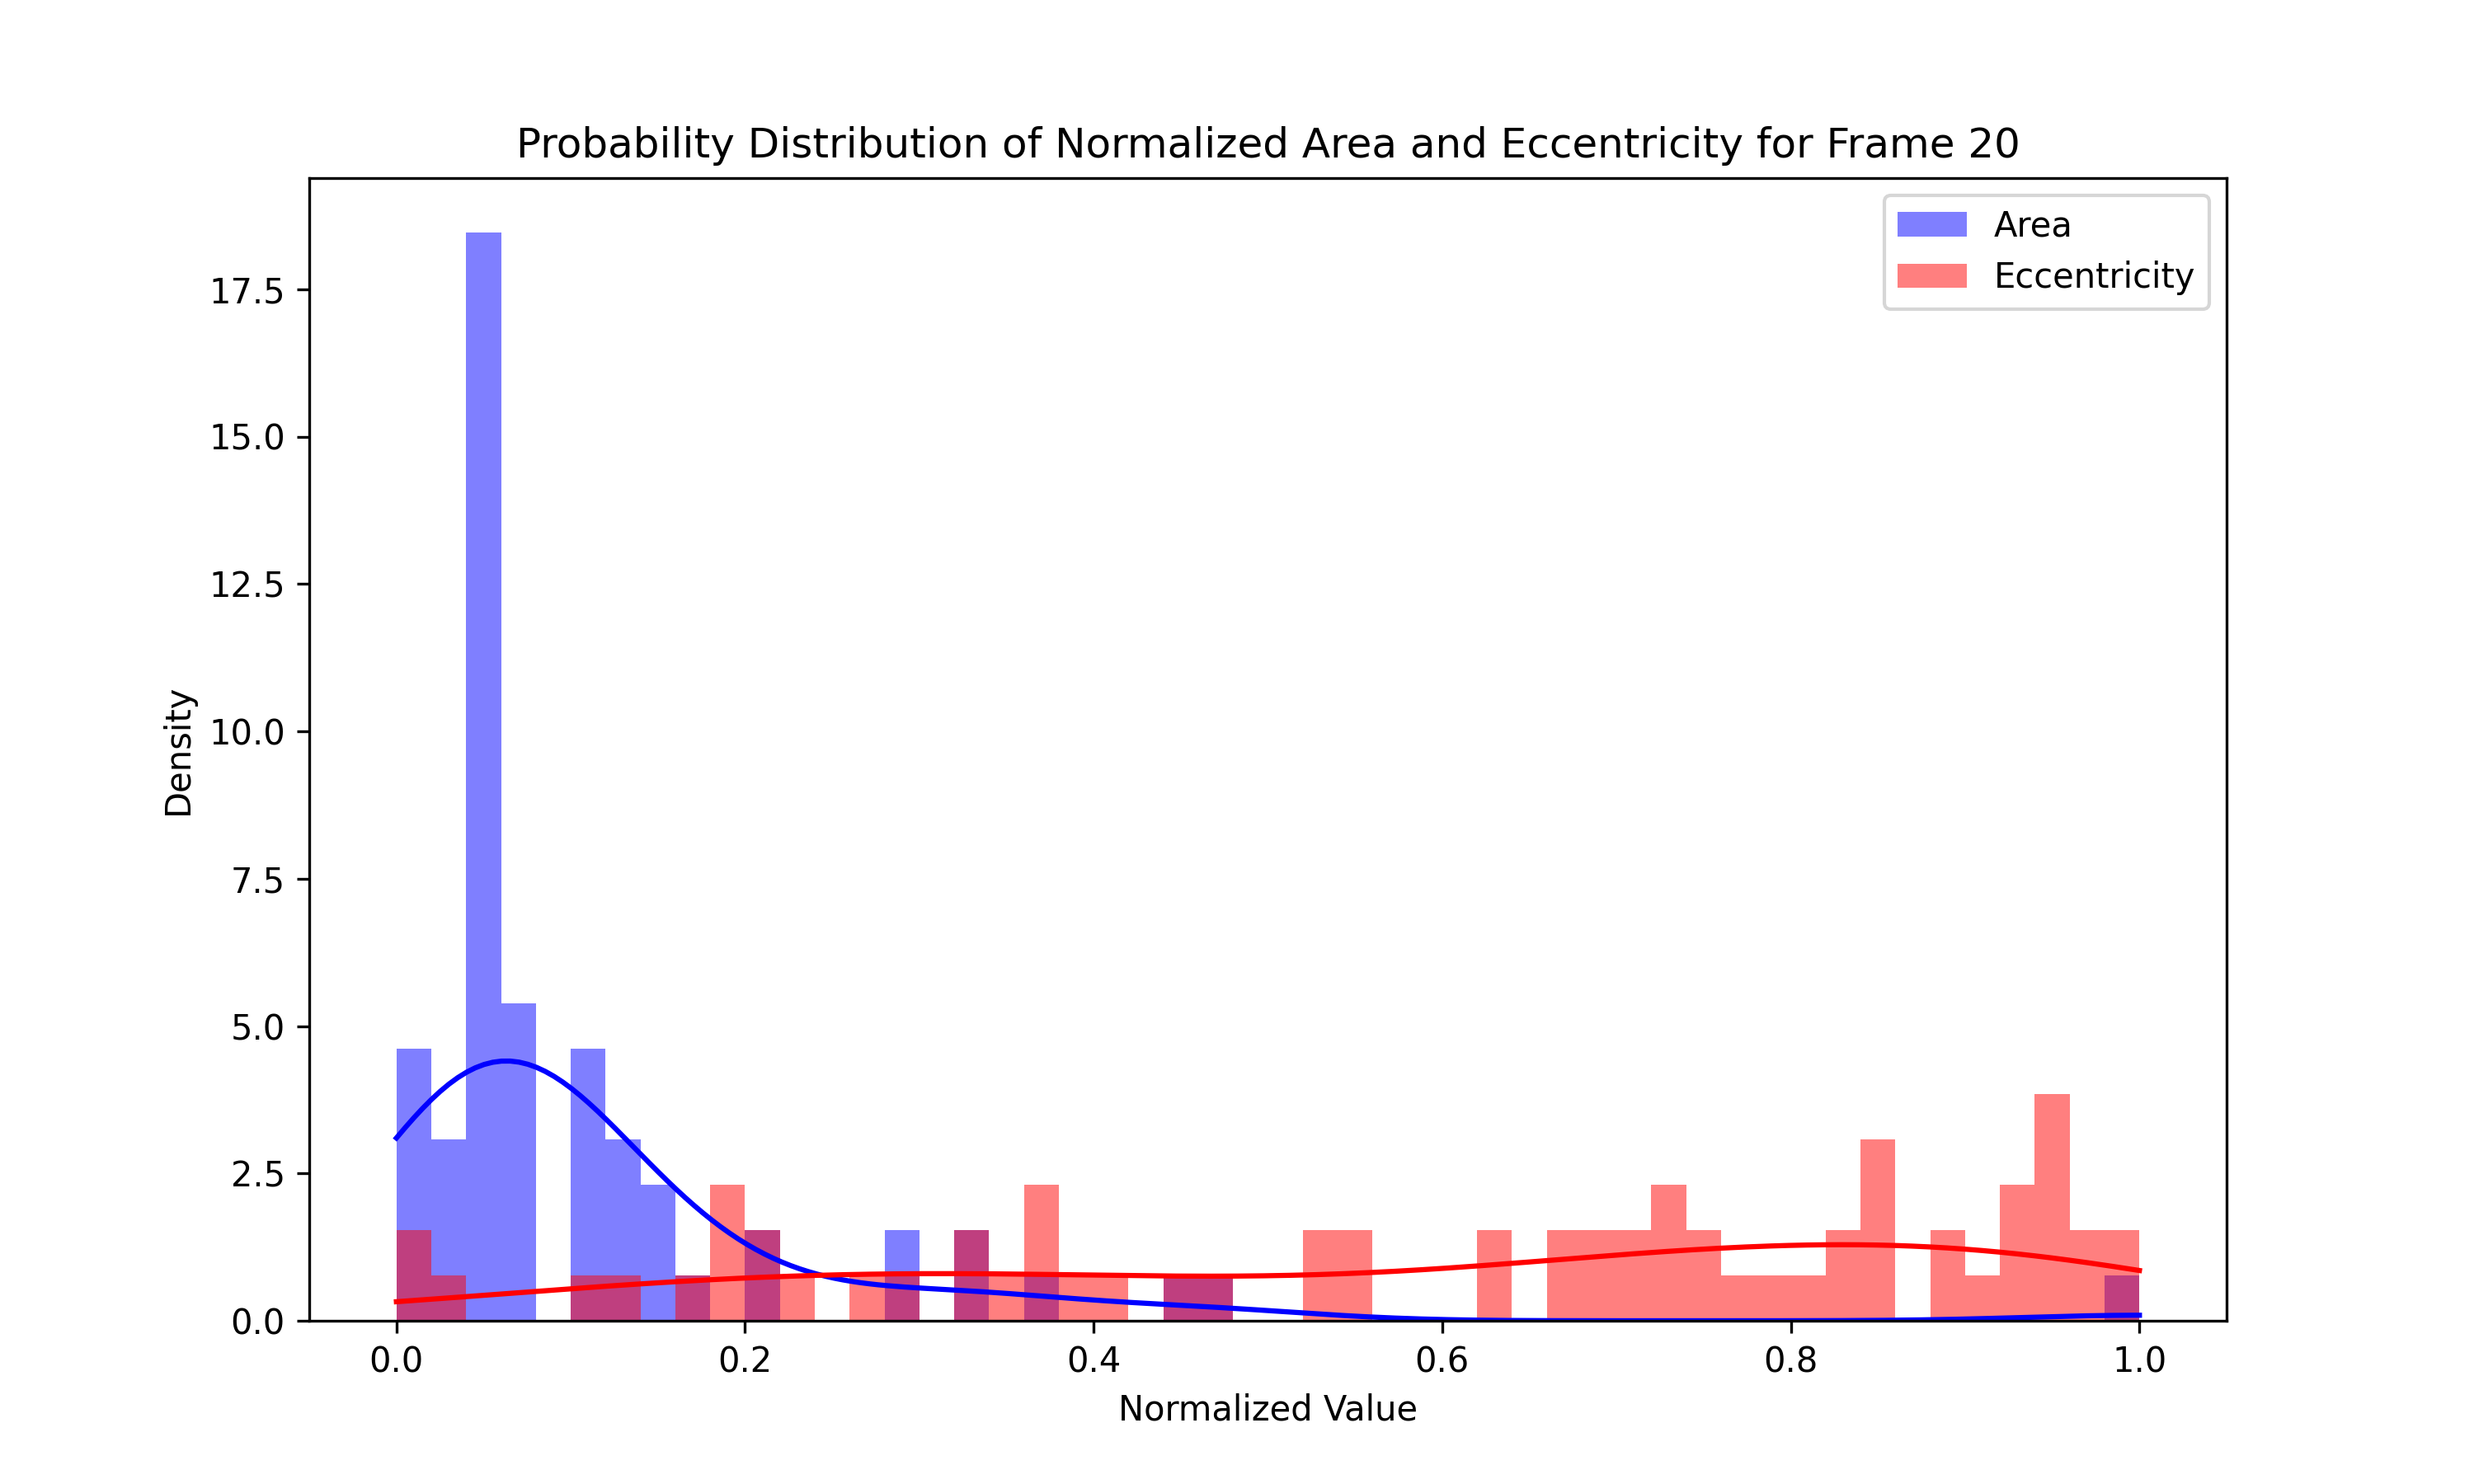 Probability Distribution of Normalized Area and Eccentricity for Frame 20
Area
Eccentricity
17.5
15.0
12.5
10.0
7.5
5.0
2.5
0.0
Density
0.0 0.2 0.4 0.6 0.8 1.0
Normalized Value